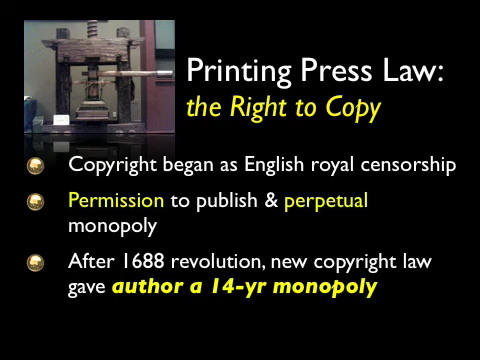 Printing Press Law:
the Right to Copy
Copyright began as English royal censorship
Permission to publish & perpetual
monopoly
After 1688 revolution, new copyright law
gave author a 14-yr monopoly